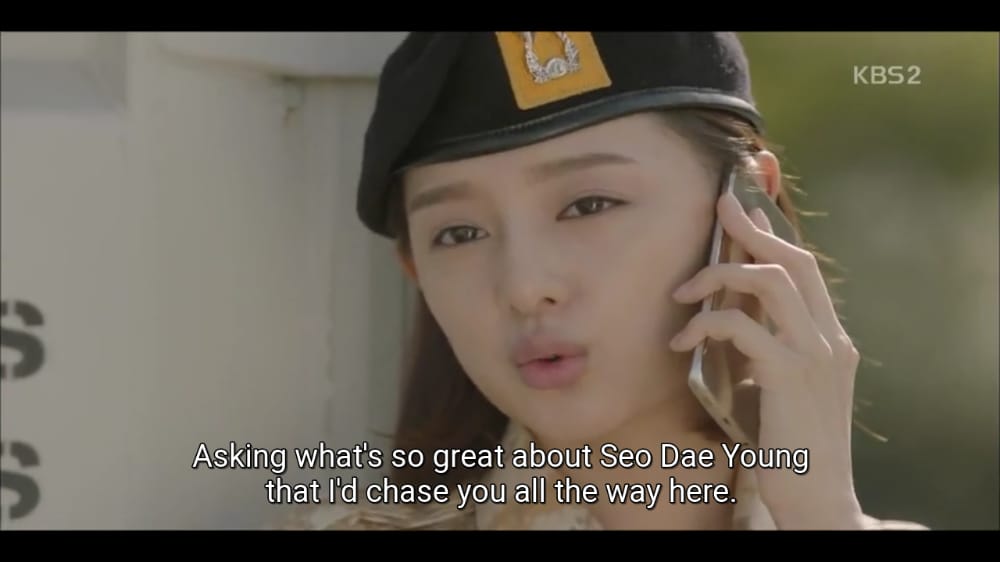 KBS2
S
S
Asking what's so great about Seo Dae Young
that I'd chase you all the way here.